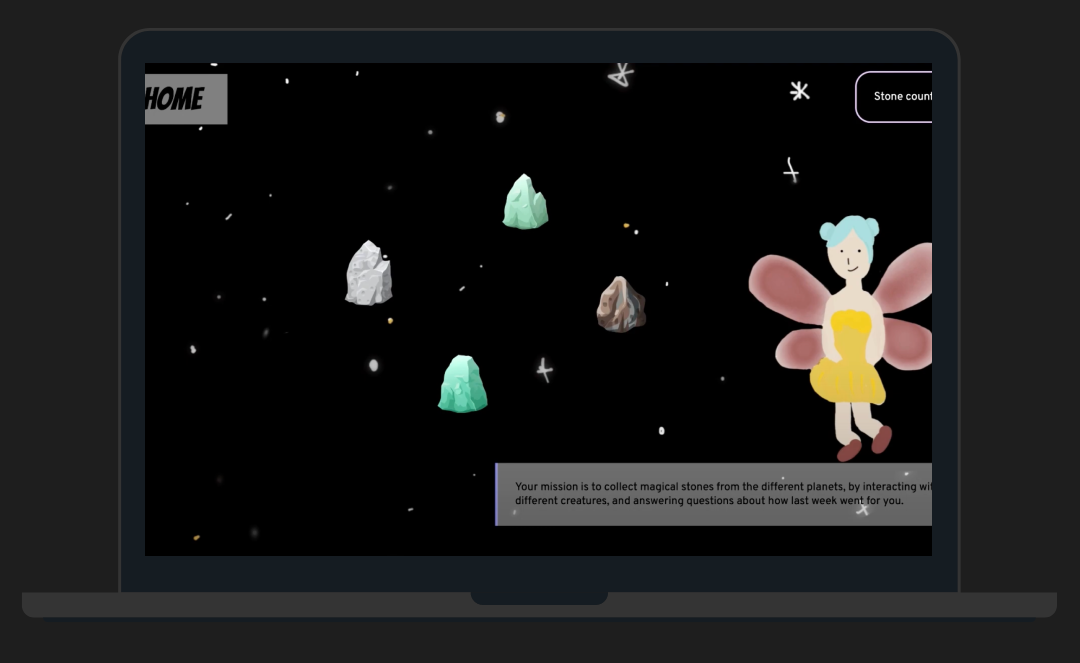 HOME
Stone count
Your mission is to collect magical stones from the different planets, by interacting wit
different creatures, and answering questions about how last week went for you.